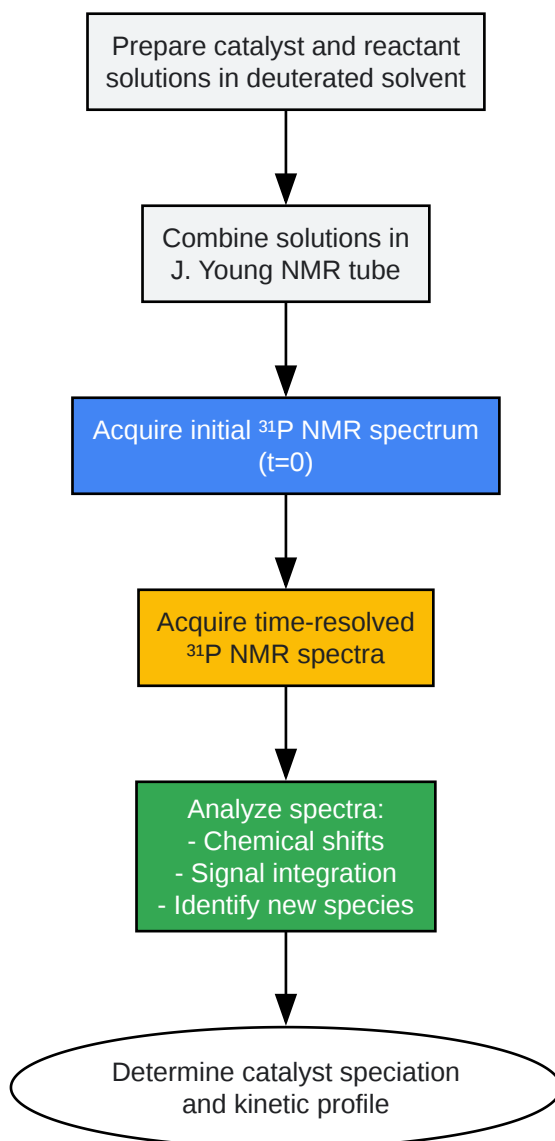 Prepare catalyst and reactant
solutions in deuterated solvent
Combine solutions in
J. Young NMR tube
Acquire initial ³¹P NMR spectrum
(t=0)
Acquire time-resolved
³¹P NMR spectra
Analyze spectra:
- Chemical shifts
- Signal integration
- Identify new species
Determine catalyst speciation
and kinetic profile